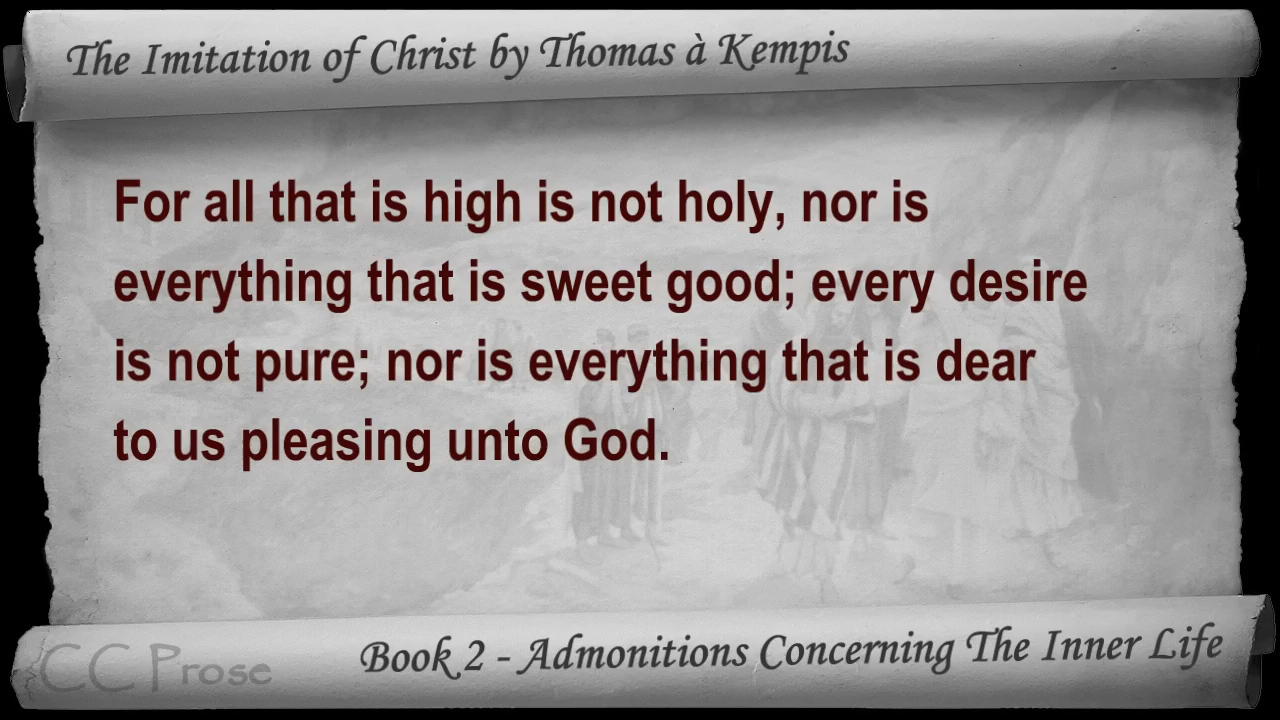 The Imitation of Christ by Thomas à Kempis
For all that is high is not holy, nor is
everything that is sweet good; every desire
is not pure; nor is everything that is dear
to us pleasing unto God.
CC Prose
Book 2 - Admonitions Concerning The Inner Life